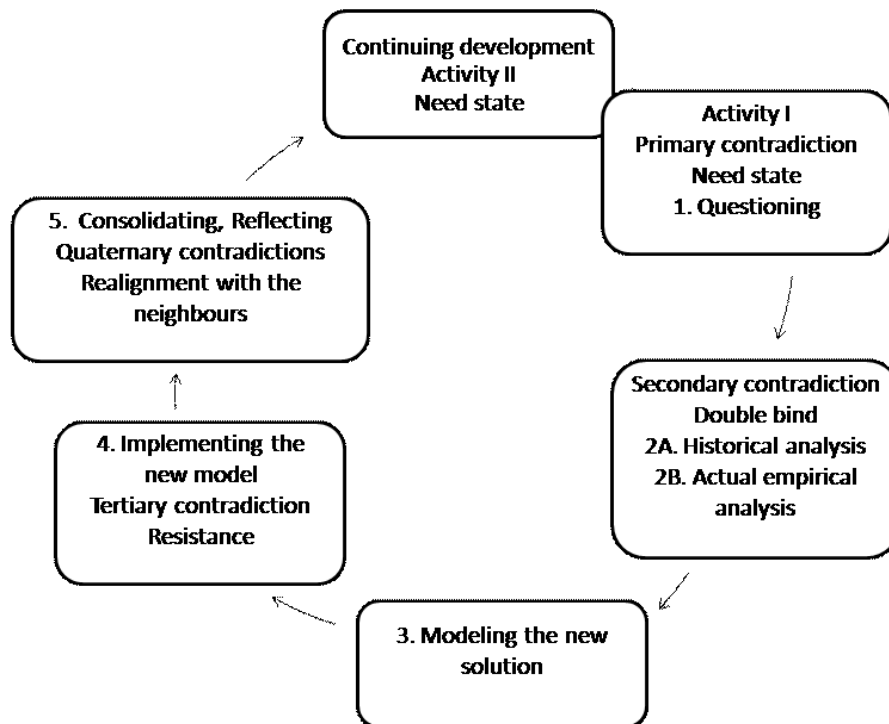 Continuing development
Activity II
Need state
Activity I
Primary contradiction
Need state
1. Questioning
Secondary contradiction
Double bind
2A. Historical analysis
2B. Actual empirical
analysis
3. Modeling the new
solution
4. Implementing the
new model
Tertiary contradiction
Resistance
5. Consolidating, Reflecting
Quaternary contradictions
Realignment with the
neighbours